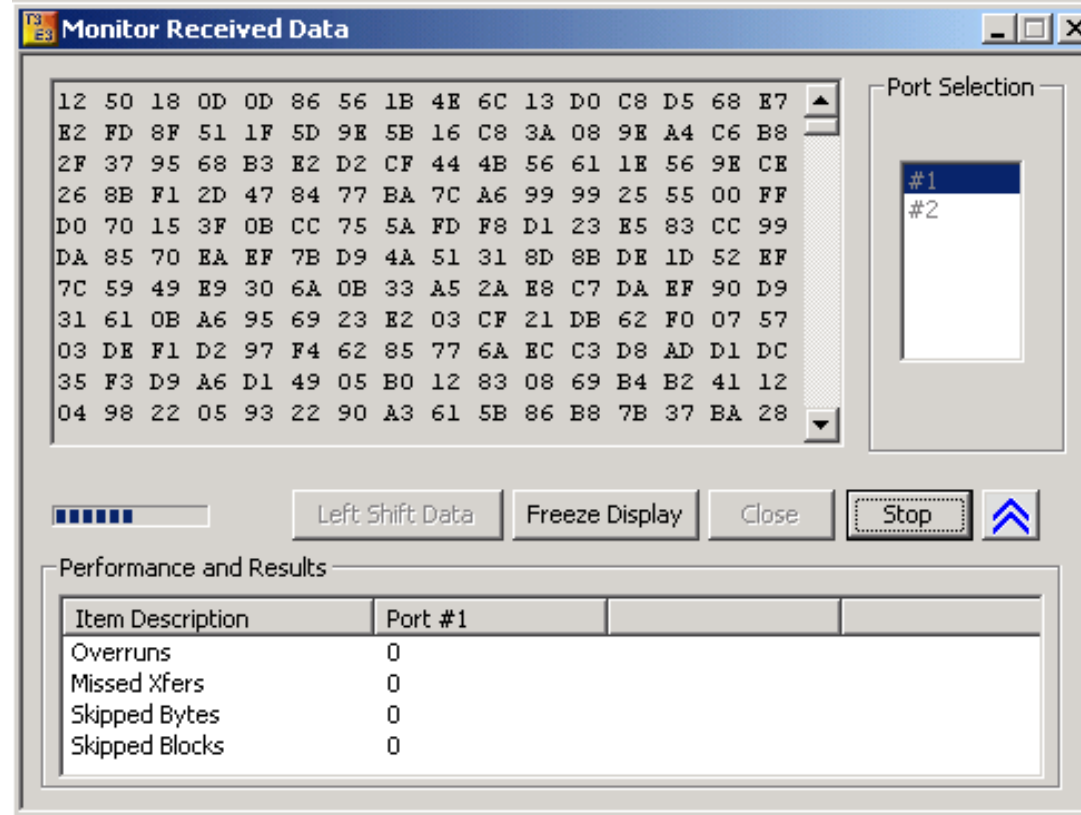 T3 E3 Monitor Received Data
12 50 18 0D 0D 86 56 1B 4E 6C 13 D0 C8 D5 68 E7
E2 FD 8F 51 1F 5D 9E 5B 16 C8 3A 08 9E A4 C6 B8
2F 37 95 68 B3 E2 D2 CF 44 4B 56 61 1E 56 9E CE
26 8B F1 2D 47 84 77 BA 7C A6 99 99 25 55 00 FF
D0 70 15 3F 0B CC 75 5A FD F8 D1 23 E5 83 CC 99
DA 85 70 EA EF 7B D9 4A 51 31 8D 8B DE 1D 52 EF
7C 59 49 E9 30 6A 0B 33 A5 2A E8 C7 DA EF 90 D9
31 61 0B A6 95 69 23 E2 03 CF 21 DB 62 F0 07 57
03 DE F1 D2 97 F4 62 85 77 6A EC C3 D8 AD D1 DC
35 F3 D9 A6 D1 49 05 B0 12 83 08 69 B4 B2 41 12
04 98 22 05 93 22 90 A3 61 5B 86 B8 7B 37 BA 28
Port Selection
#1
#2
Left Shift Data Freeze Display Close Stop
Performance and Results
Item Description Port #1
Overruns 0
Missed Xfers 0
Skipped Bytes 0
Skipped Blocks 0